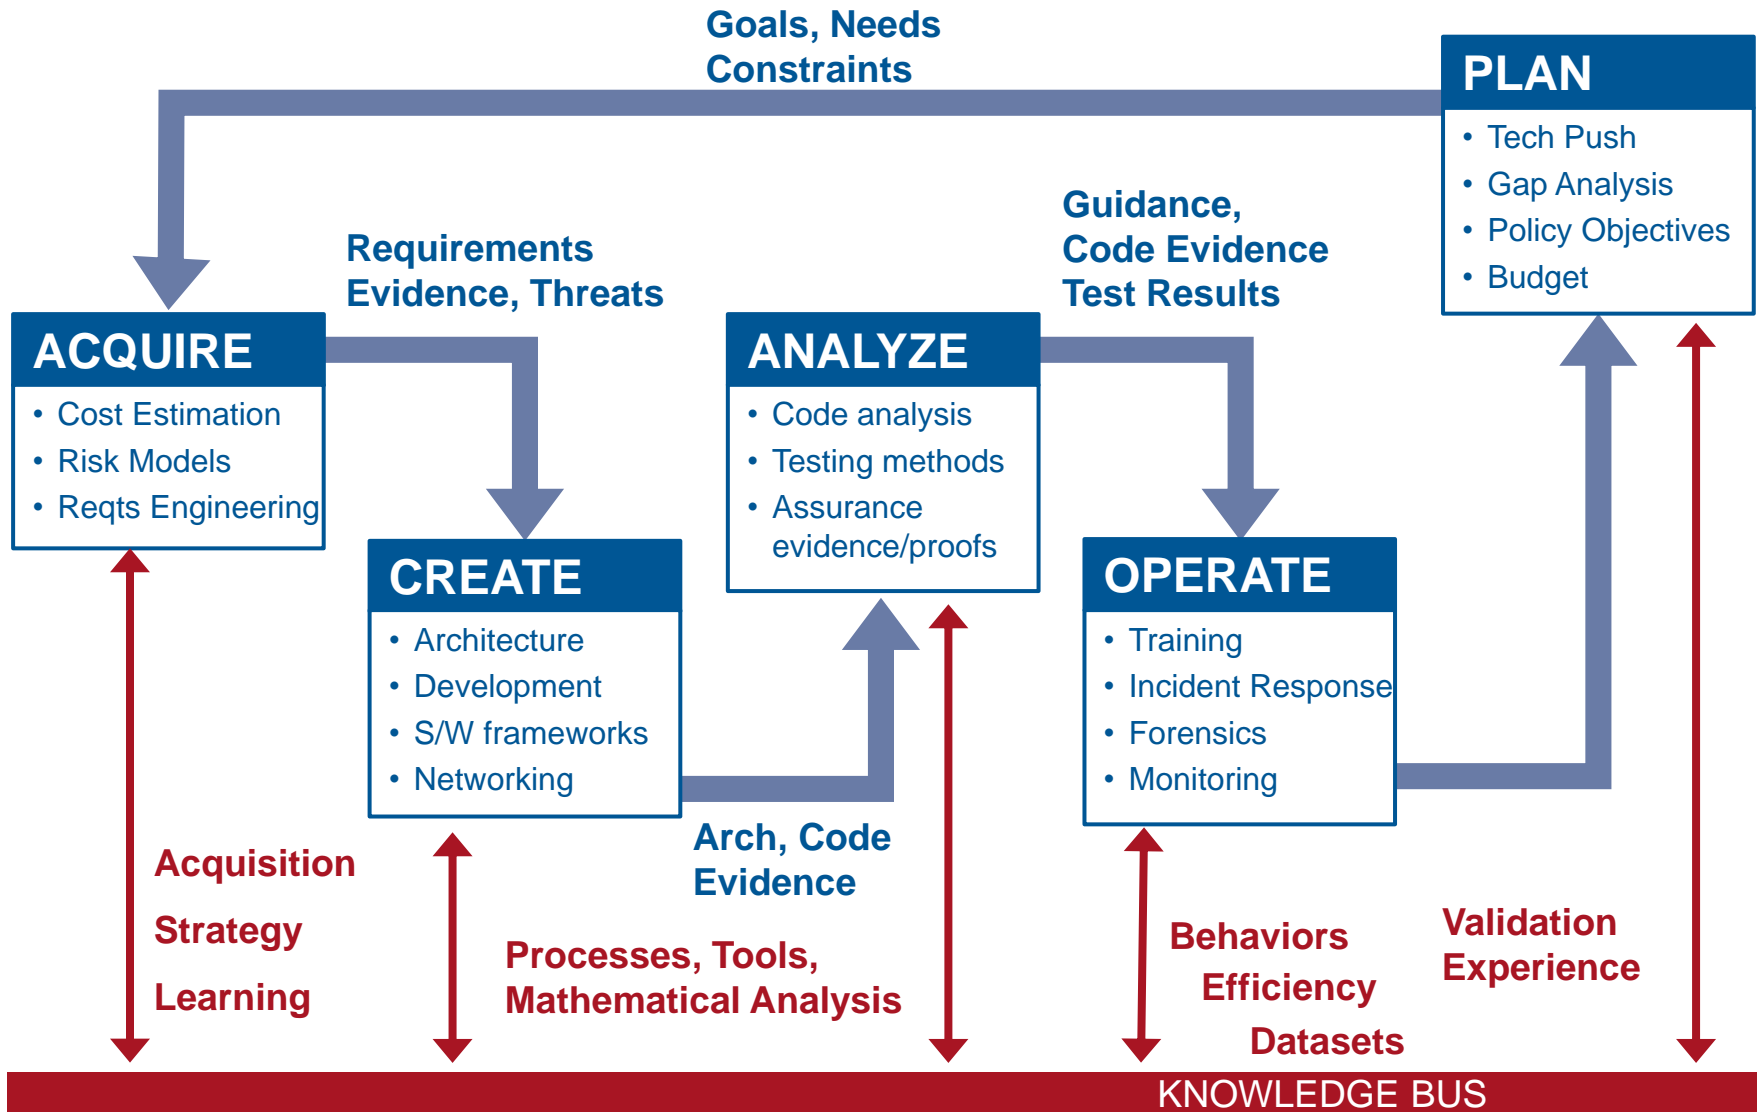 Goals, Needs
Constraints
PLAN
• Tech Push
• Gap Analysis
• Policy Objectives
• Budget
Requirements
Evidence, Threats
Guidance,
Code Evidence
Test Results
ACQUIRE
• Cost Estimation
• Risk Models
• Reqts Engineering
ANALYZE
• Code analysis
• Testing methods
• Assurance
evidence/proofs
CREATE
• Architecture
• Development
• S/W frameworks
• Networking
OPERATE
• Training
• Incident Response
• Forensics
• Monitoring
Arch, Code
Evidence
Acquisition
Strategy
Learning
Processes, Tools,
Mathematical Analysis
Behaviors
Efficiency
Datasets
Validation
Experience
KNOWLEDGE BUS